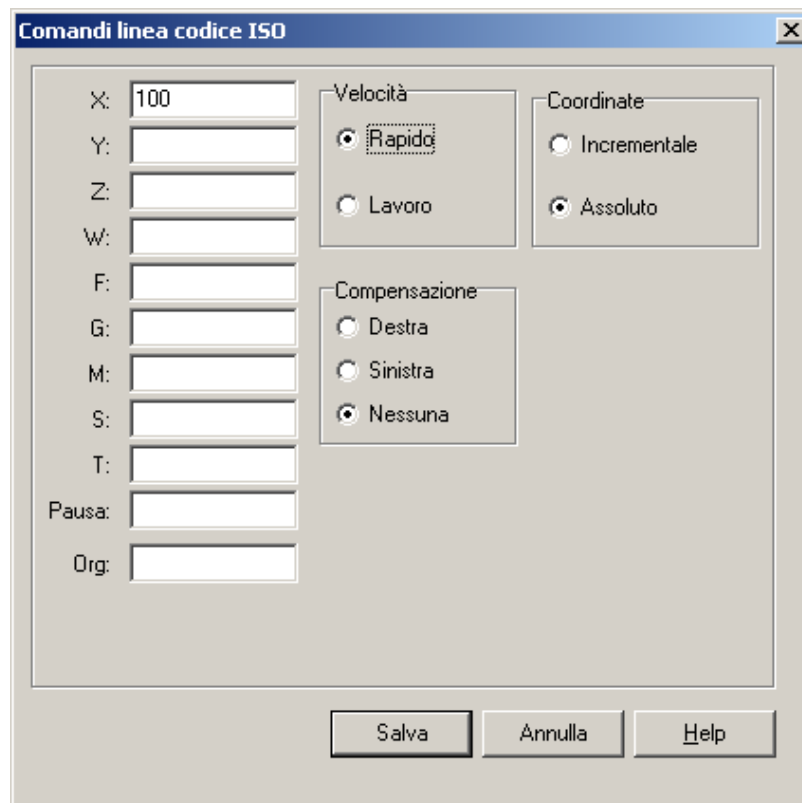 Comandi linea codice ISO
X: 100
Y:
Z:
W:
F:
G:
M:
S:
T:
Pausa:
Org:
Velocità
Rapido
Lavoro
Coordinate
Incrementale
Assoluto
Compensazione
Destra
Sinistra
Nessuna
Salva
Annulla
Help